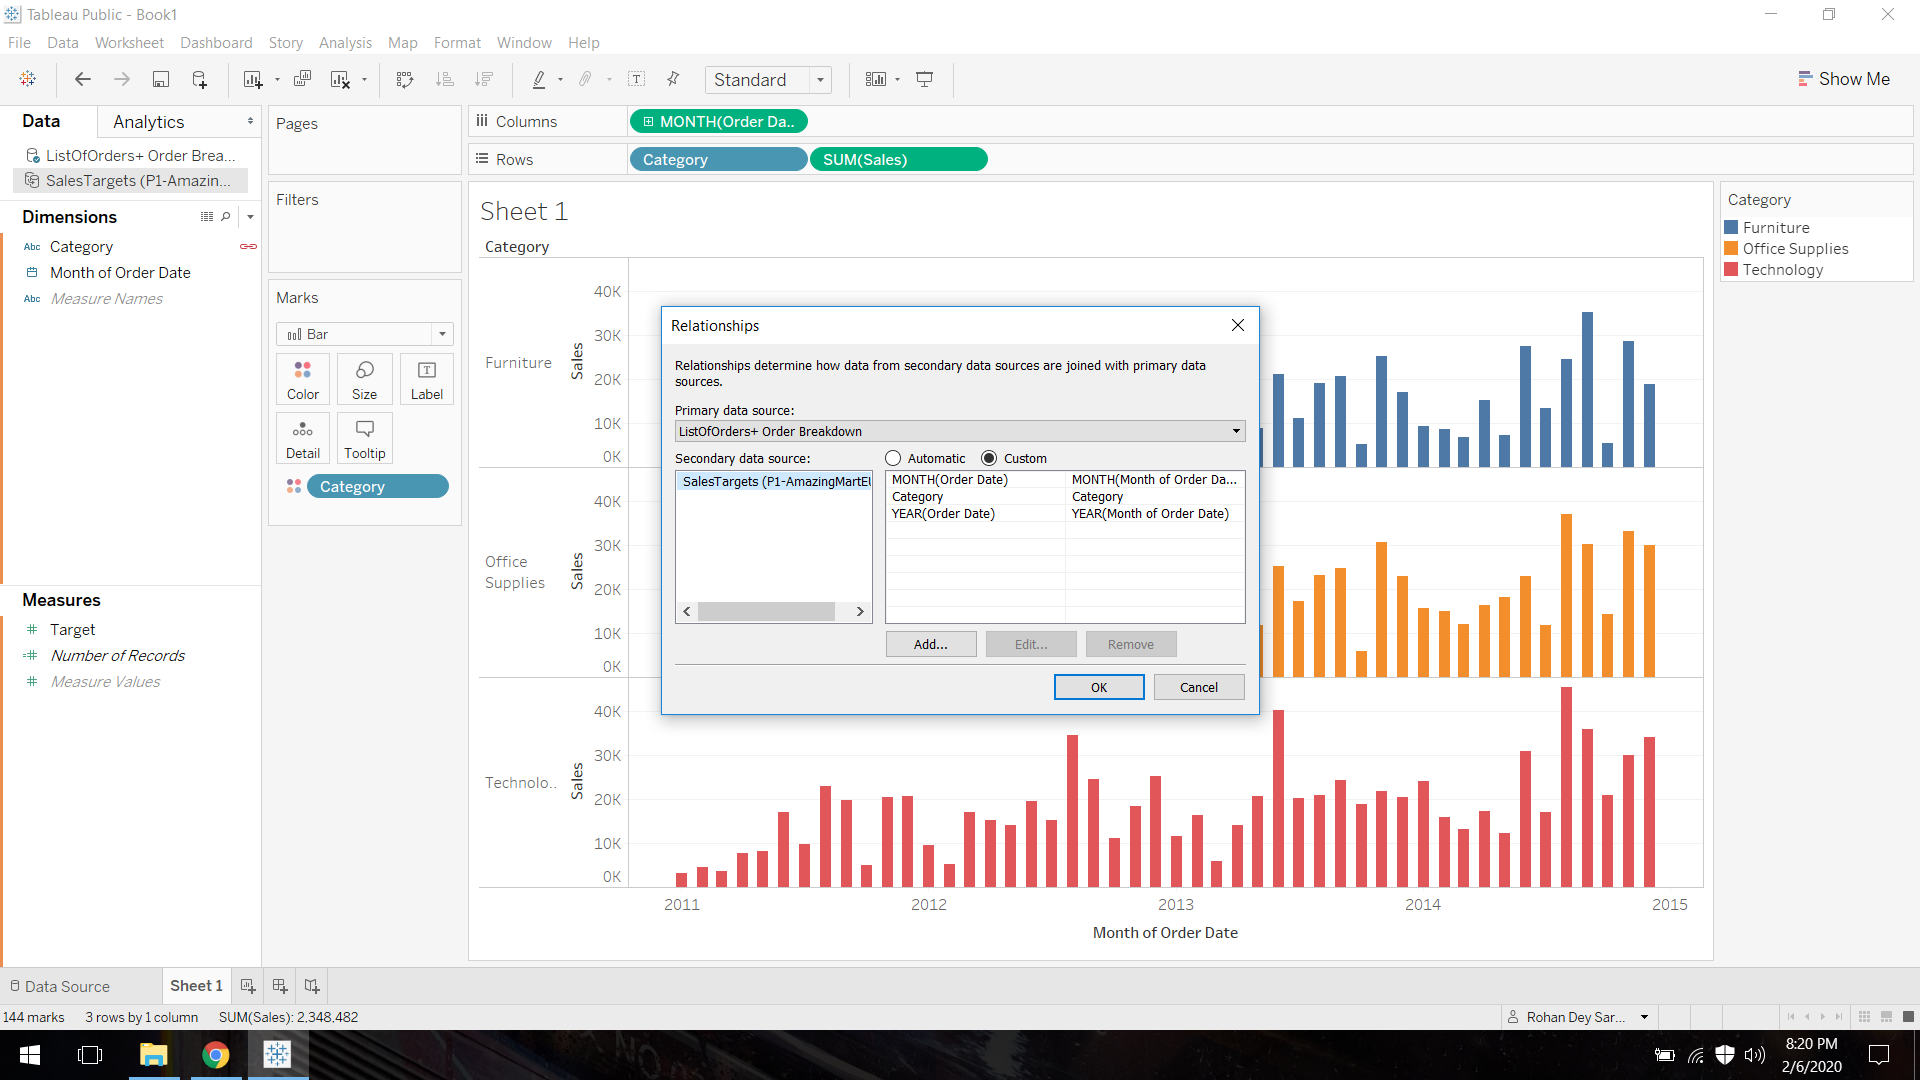 Tableau Public - Book1
File Data Worksheet Dashboard Story Analysis Map Format Window Help
Standard
Show Me
Data Analytics
ListOfOrders+ Order Brea...
SalesTargets (P1-Amazin...
Dimensions
Abc Category
Month of Order Date
Abc Measure Names
Measures
Target
Number of Records
Measure Values
Pages
Filters
Marks
Bar
Color Size Label
Detail Tooltip
Category
Columns MONTH(Order Da..
Rows Category SUM(Sales)
Sheet 1
Category
Furniture
Sales
40K
30K
20K
10K
0K
Office
Supplies
Sales
40K
30K
20K
10K
0K
Technolo..
Sales
40K
30K
20K
10K
0K
2011 2012 2013 2014 2015
Month of Order Date
Relationships
Relationships determine how data from secondary data sources are joined with primary data
sources.
Primary data source:
ListOfOrders+ Order Breakdown
Secondary data source: Automatic Custom
SalesTargets (P1-AmazingMartEU
MONTH(Order Date) MONTH(Month of Order Da...
Category Category
YEAR(Order Date) YEAR(Month of Order Date)
Add... Edit... Remove
OK Cancel
Category
Furniture
Office Supplies
Technology
Data Source Sheet 1
144 marks 3 rows by 1 column SUM(Sales): 2,348,482
Rohan Dey Sar...
8:20 PM
2/6/2020